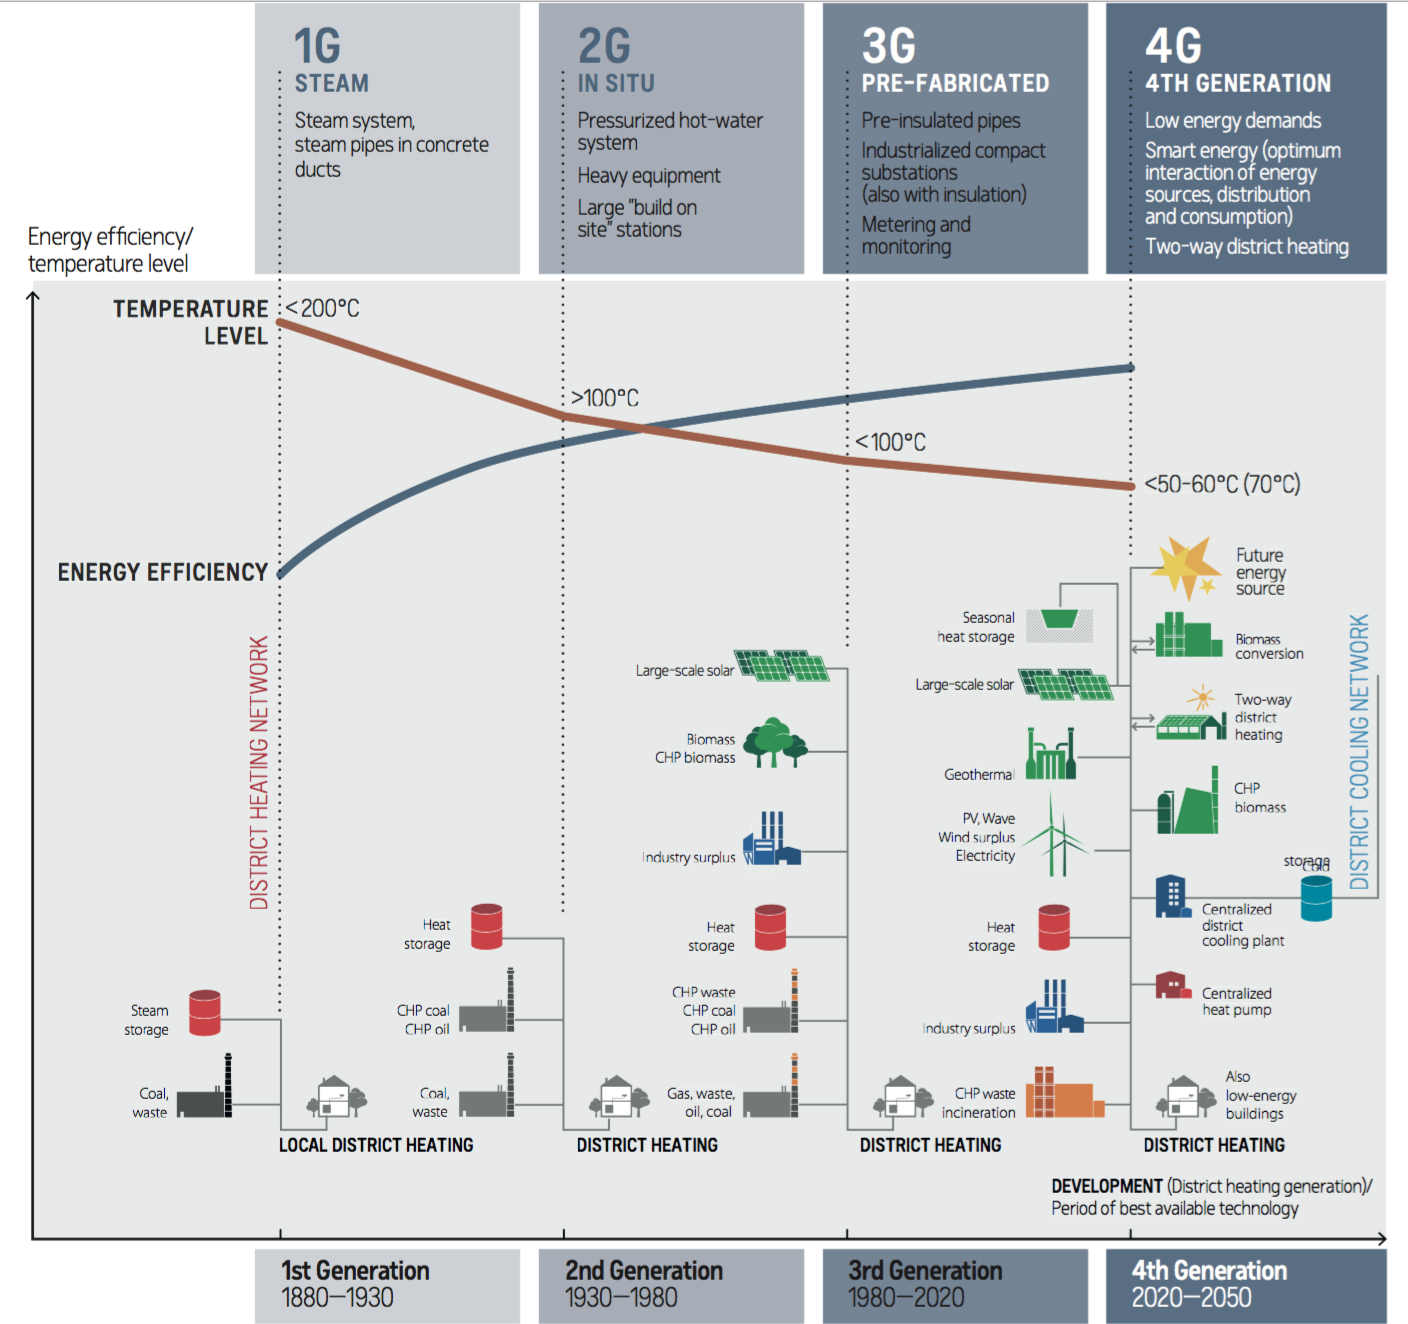 1G
STEAM
Steam system,
steam pipes in concrete
ducts
2G
IN SITU
Pressurized hot-water
system
Heavy equipment
Large "build on
site" stations
3G
PRE-FABRICATED
Pre-insulated pipes
Industrialized compact
substations
(also with insulation)
Metering and
monitoring
4G
4TH GENERATION
Low energy demands
Smart energy (optimum
interaction of energy
sources, distribution
and consumption)
Two-way district heating
Energy efficiency/
temperature level
TEMPERATURE
LEVEL
<200°C
>100°C
<100°C
<50-60°C (70°C)
ENERGY EFFICIENCY
DISTRICT HEATING NETWORK
Steam
storage
Coal,
waste
LOCAL DISTRICT HEATING
Heat
storage
CHP coal
CHP oil
Coal,
waste
DISTRICT HEATING
Large-scale solar
Biomass
CHP biomass
Industry surplus
Heat
storage
CHP waste
CHP coal
CHP oil
Gas, waste,
oil, coal
DISTRICT HEATING
Seasonal
heat storage
Large-scale solar
Geothermal
PV, Wave
Wind surplus
Electricity
Heat
storage
Industry surplus
CHP waste
incineration
Future
energy
source
Biomass
conversion
Two-way
district
heating
CHP
biomass
Centralized
district
cooling plant
storage
Cold
DISTRICT COOLING NETWORK
Centralized
heat pump
Also
low-energy
buildings
DISTRICT HEATING
DEVELOPMENT (District heating generation)/
Period of best available technology
1st Generation
1880—1930
2nd Generation
1930—1980
3rd Generation
1980—2020
4th Generation
2020—2050